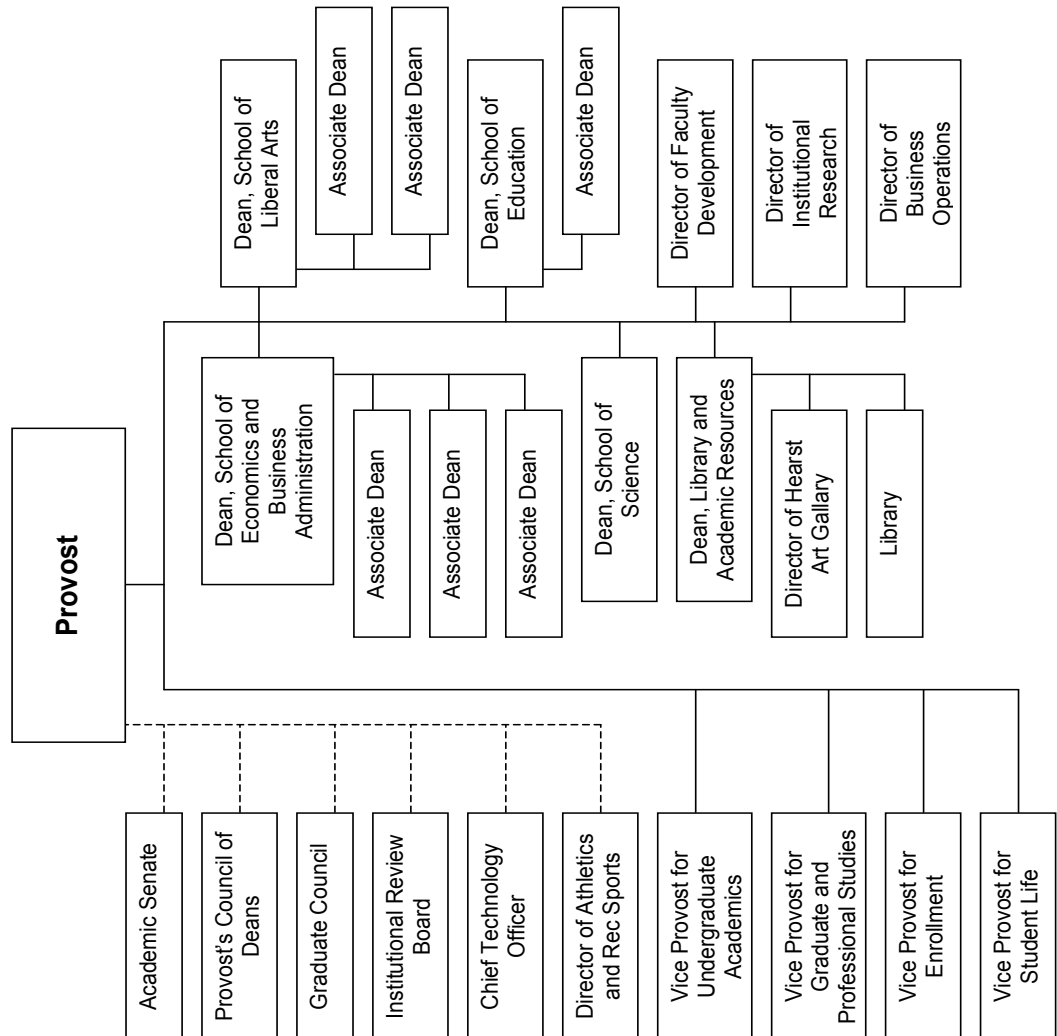 Provost
Academic Senate
Provost's Council of
Deans
Graduate Council
Institutional Review
Board
Chief Technology
Officer
Director of Athletics
and Rec Sports
Vice Provost for
Undergraduate
Academics
Vice Provost for
Graduate and
Professional Studies
Vice Provost for
Enrollment
Vice Provost for
Student Life
Dean, School of
Economics and
Business
Administration
Associate Dean
Associate Dean
Associate Dean
Dean, School of
Science
Dean, Library and
Academic Resources
Director of Hearst
Art Gallary
Library
Dean, School of
Liberal Arts
Associate Dean
Associate Dean
Dean, School of
Education
Associate Dean
Director of Faculty
Development
Director of
Institutional
Research
Director of
Business
Operations